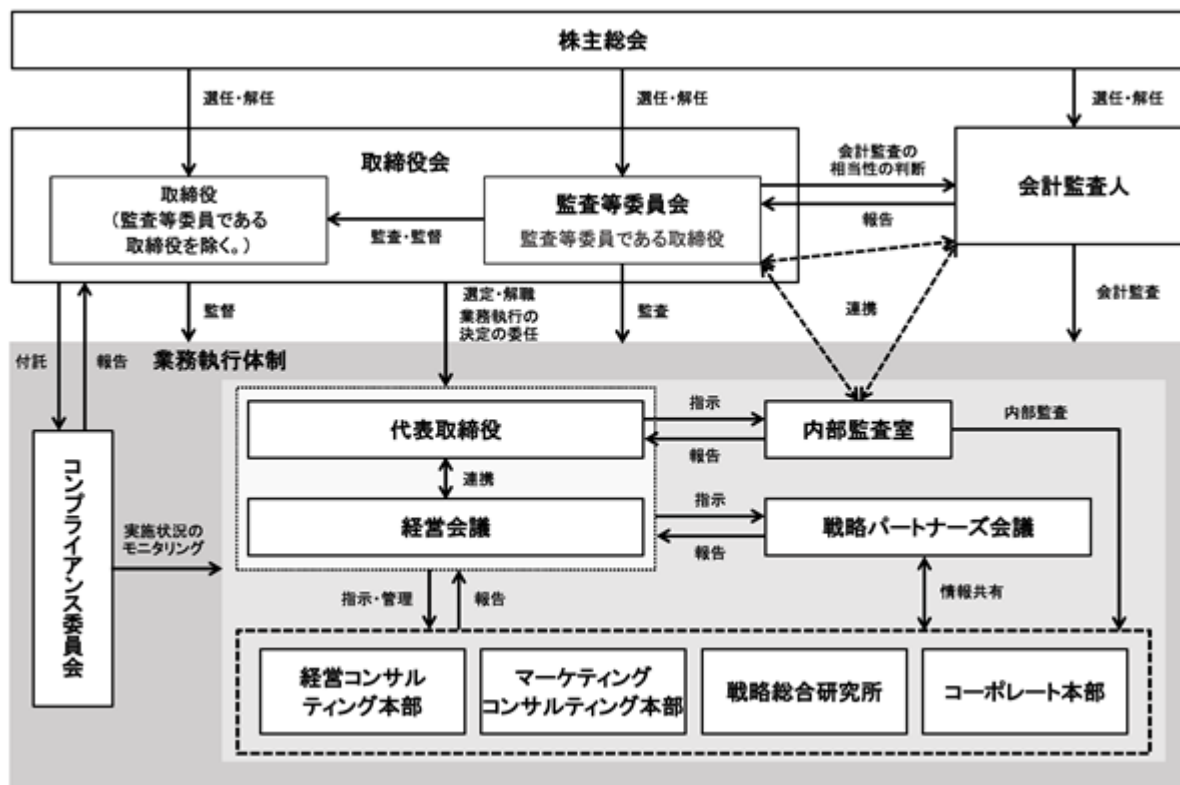 株主総会
選任・解任
選任・解任
選任・解任
取締役会
取締役
(監査等委員である
取締役を除く。)
監査・監督
監査等委員会
監査等委員である取締役
会計監査の
相当性の判断
報告
会計監査人
付託
報告
監督
選定・解職
業務執行の
決定の委任
監査
連携
会計監査
業務執行体制
コンプライアンス委員会
実施状況の
モニタリング
代表取締役
連携
経営会議
指示
報告
内部監査室
内部監査
指示
報告
戦略パートナーズ会議
指示・管理
報告
情報共有
経営コンサル
ティング本部
マーケティング
コンサルティング本部
戦略総合研究所
コーポレート本部